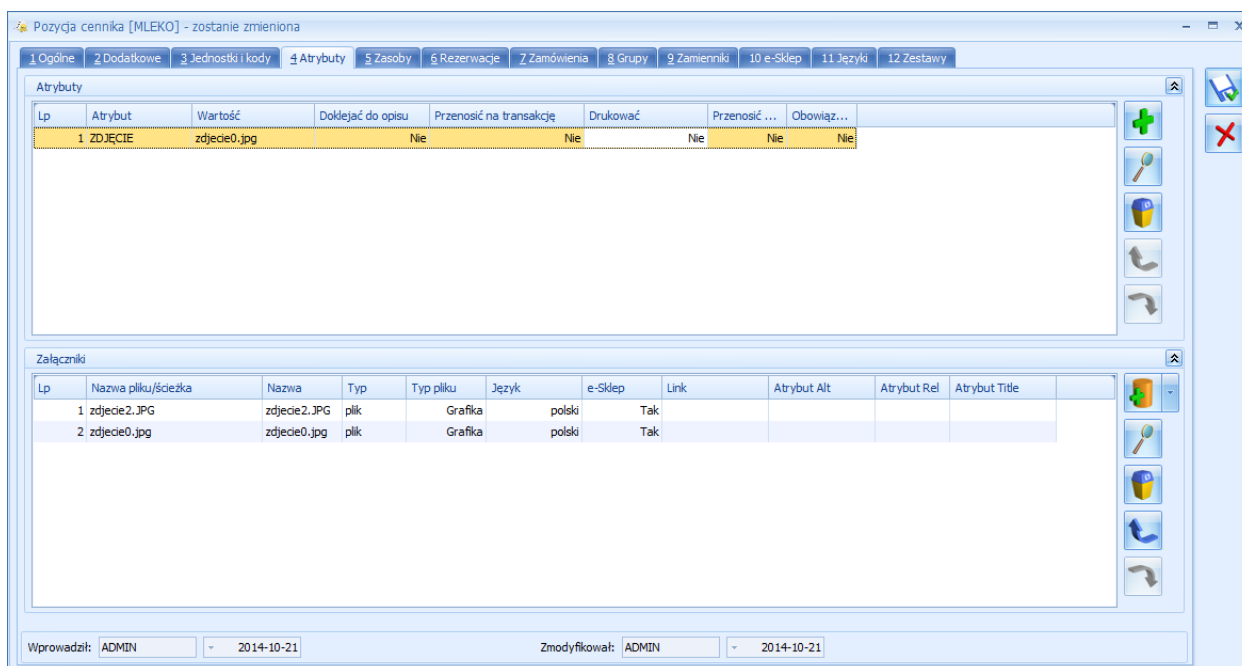 Pozycja cennika [MLEKO] - zostanie zmieniona
1 Ogólne 2 Dodatkowe 3 Jednostki i kody 4 Atrybuty 5 Zasoby 6 Rezerwacje 7 Zamówienia 8 Grupy 9 Zamienniki 10 e-Sklep 11 Języki 12 Zestawy
Atrybuty
Lp Atrybut Wartość Doklejać do opisu Przenosić na transakcję Drukować Przenosić ... Obowiąz...
1 ZDJĘCIE zdjecie0.jpg Nie Nie Nie Nie Nie
Załączniki
Lp Nazwa pliku/ścieżka Nazwa Typ Typ pliku Język e-Sklep Link Atrybut Alt Atrybut Rel Atrybut Title
1 zdjecie2.JPG zdjecie2.JPG plik Grafika polski Tak
2 zdjecie0.jpg zdjecie0.jpg plik Grafika polski Tak
Wprowadził: ADMIN 2014-10-21 Zmodyfikował: ADMIN 2014-10-21